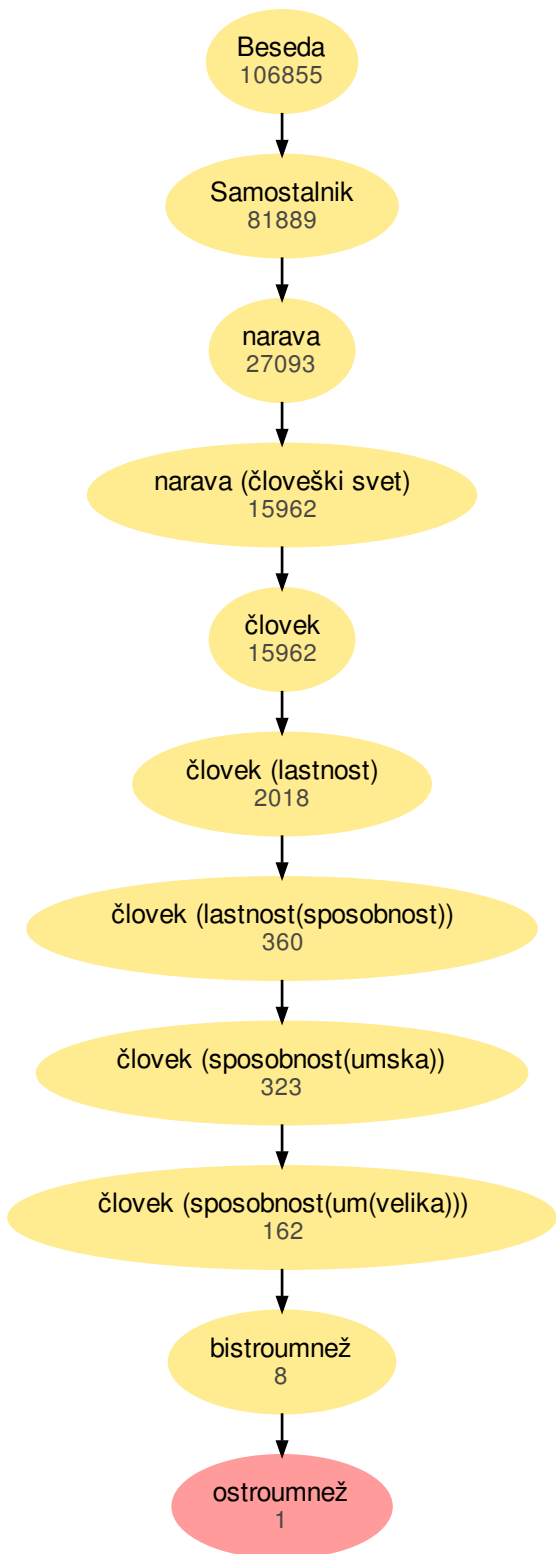 Beseda
106855
Samostalnik
81889
narava
27093
narava (človeški svet)
15962
človek
15962
človek (lastnost)
2018
človek (lastnost(sposobnost))
360
človek (sposobnost(umska))
323
človek (sposobnost(um(velika)))
162
bistroumnež
8
ostroumnež
1